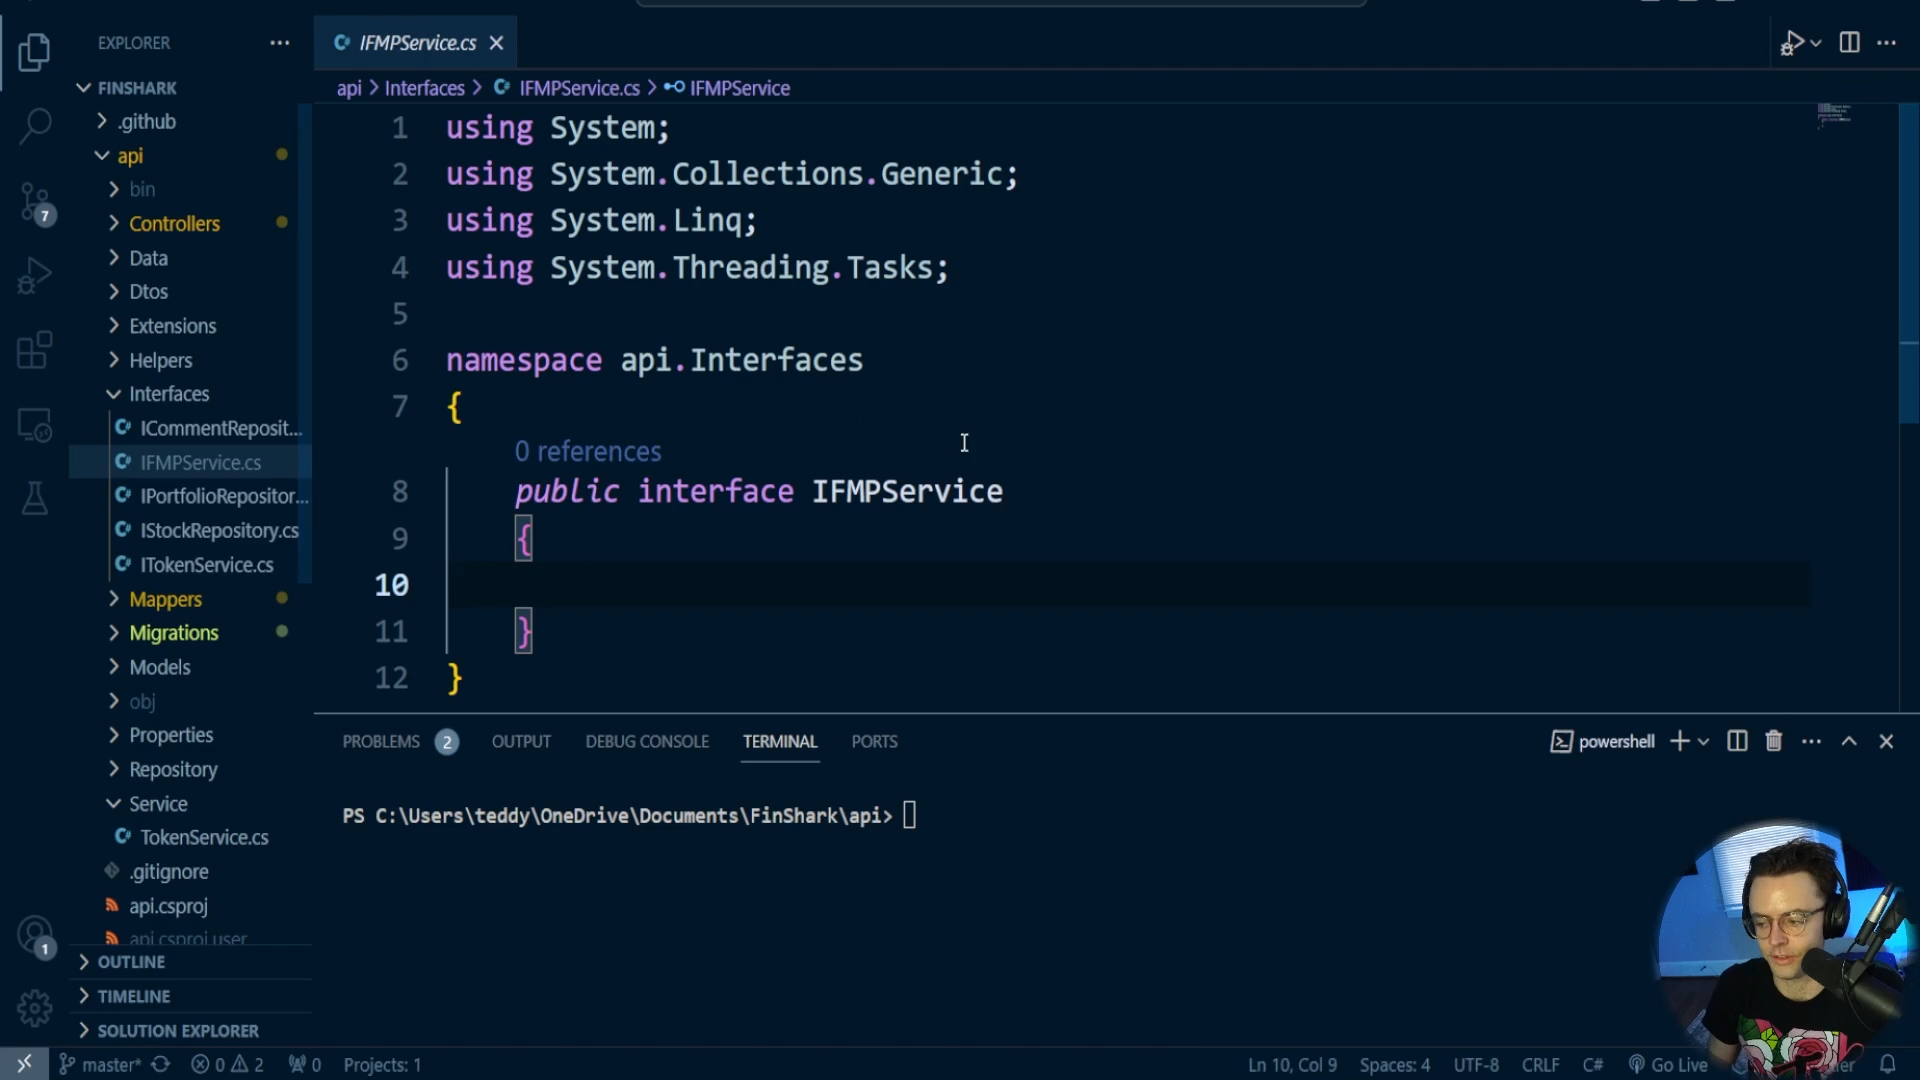 EXPLORER
FINSHARK
.github
api
bin
Controllers
Data
Dtos
Extensions
Helpers
Interfaces
ICommentReposit...
IFMPService.cs
IPortfolioRepositor...
IStockRepository.cs
ITokenService.cs
Mappers
Migrations
Models
obj
Properties
Repository
Service
TokenService.cs
.gitignore
api.csproj
api.csproj.user
OUTLINE
TIMELINE
SOLUTION EXPLORER
7
1
IFMPService.cs
api > Interfaces > IFMPService.cs > IFMPService
1 using System;
2 using System.Collections.Generic;
3 using System.Linq;
4 using System.Threading.Tasks;
5
6 namespace api.Interfaces
7 {
0 references
8 public interface IFMPService
9 {
10
11 }
12 }
PROBLEMS 2 OUTPUT DEBUG CONSOLE TERMINAL PORTS
powershell
PS C:\Users\teddy\OneDrive\Documents\FinShark\api>
master* 0 2 0 Projects: 1
Ln 10, Col 9 Spaces: 4 UTF-8 CRLF C# Go Live